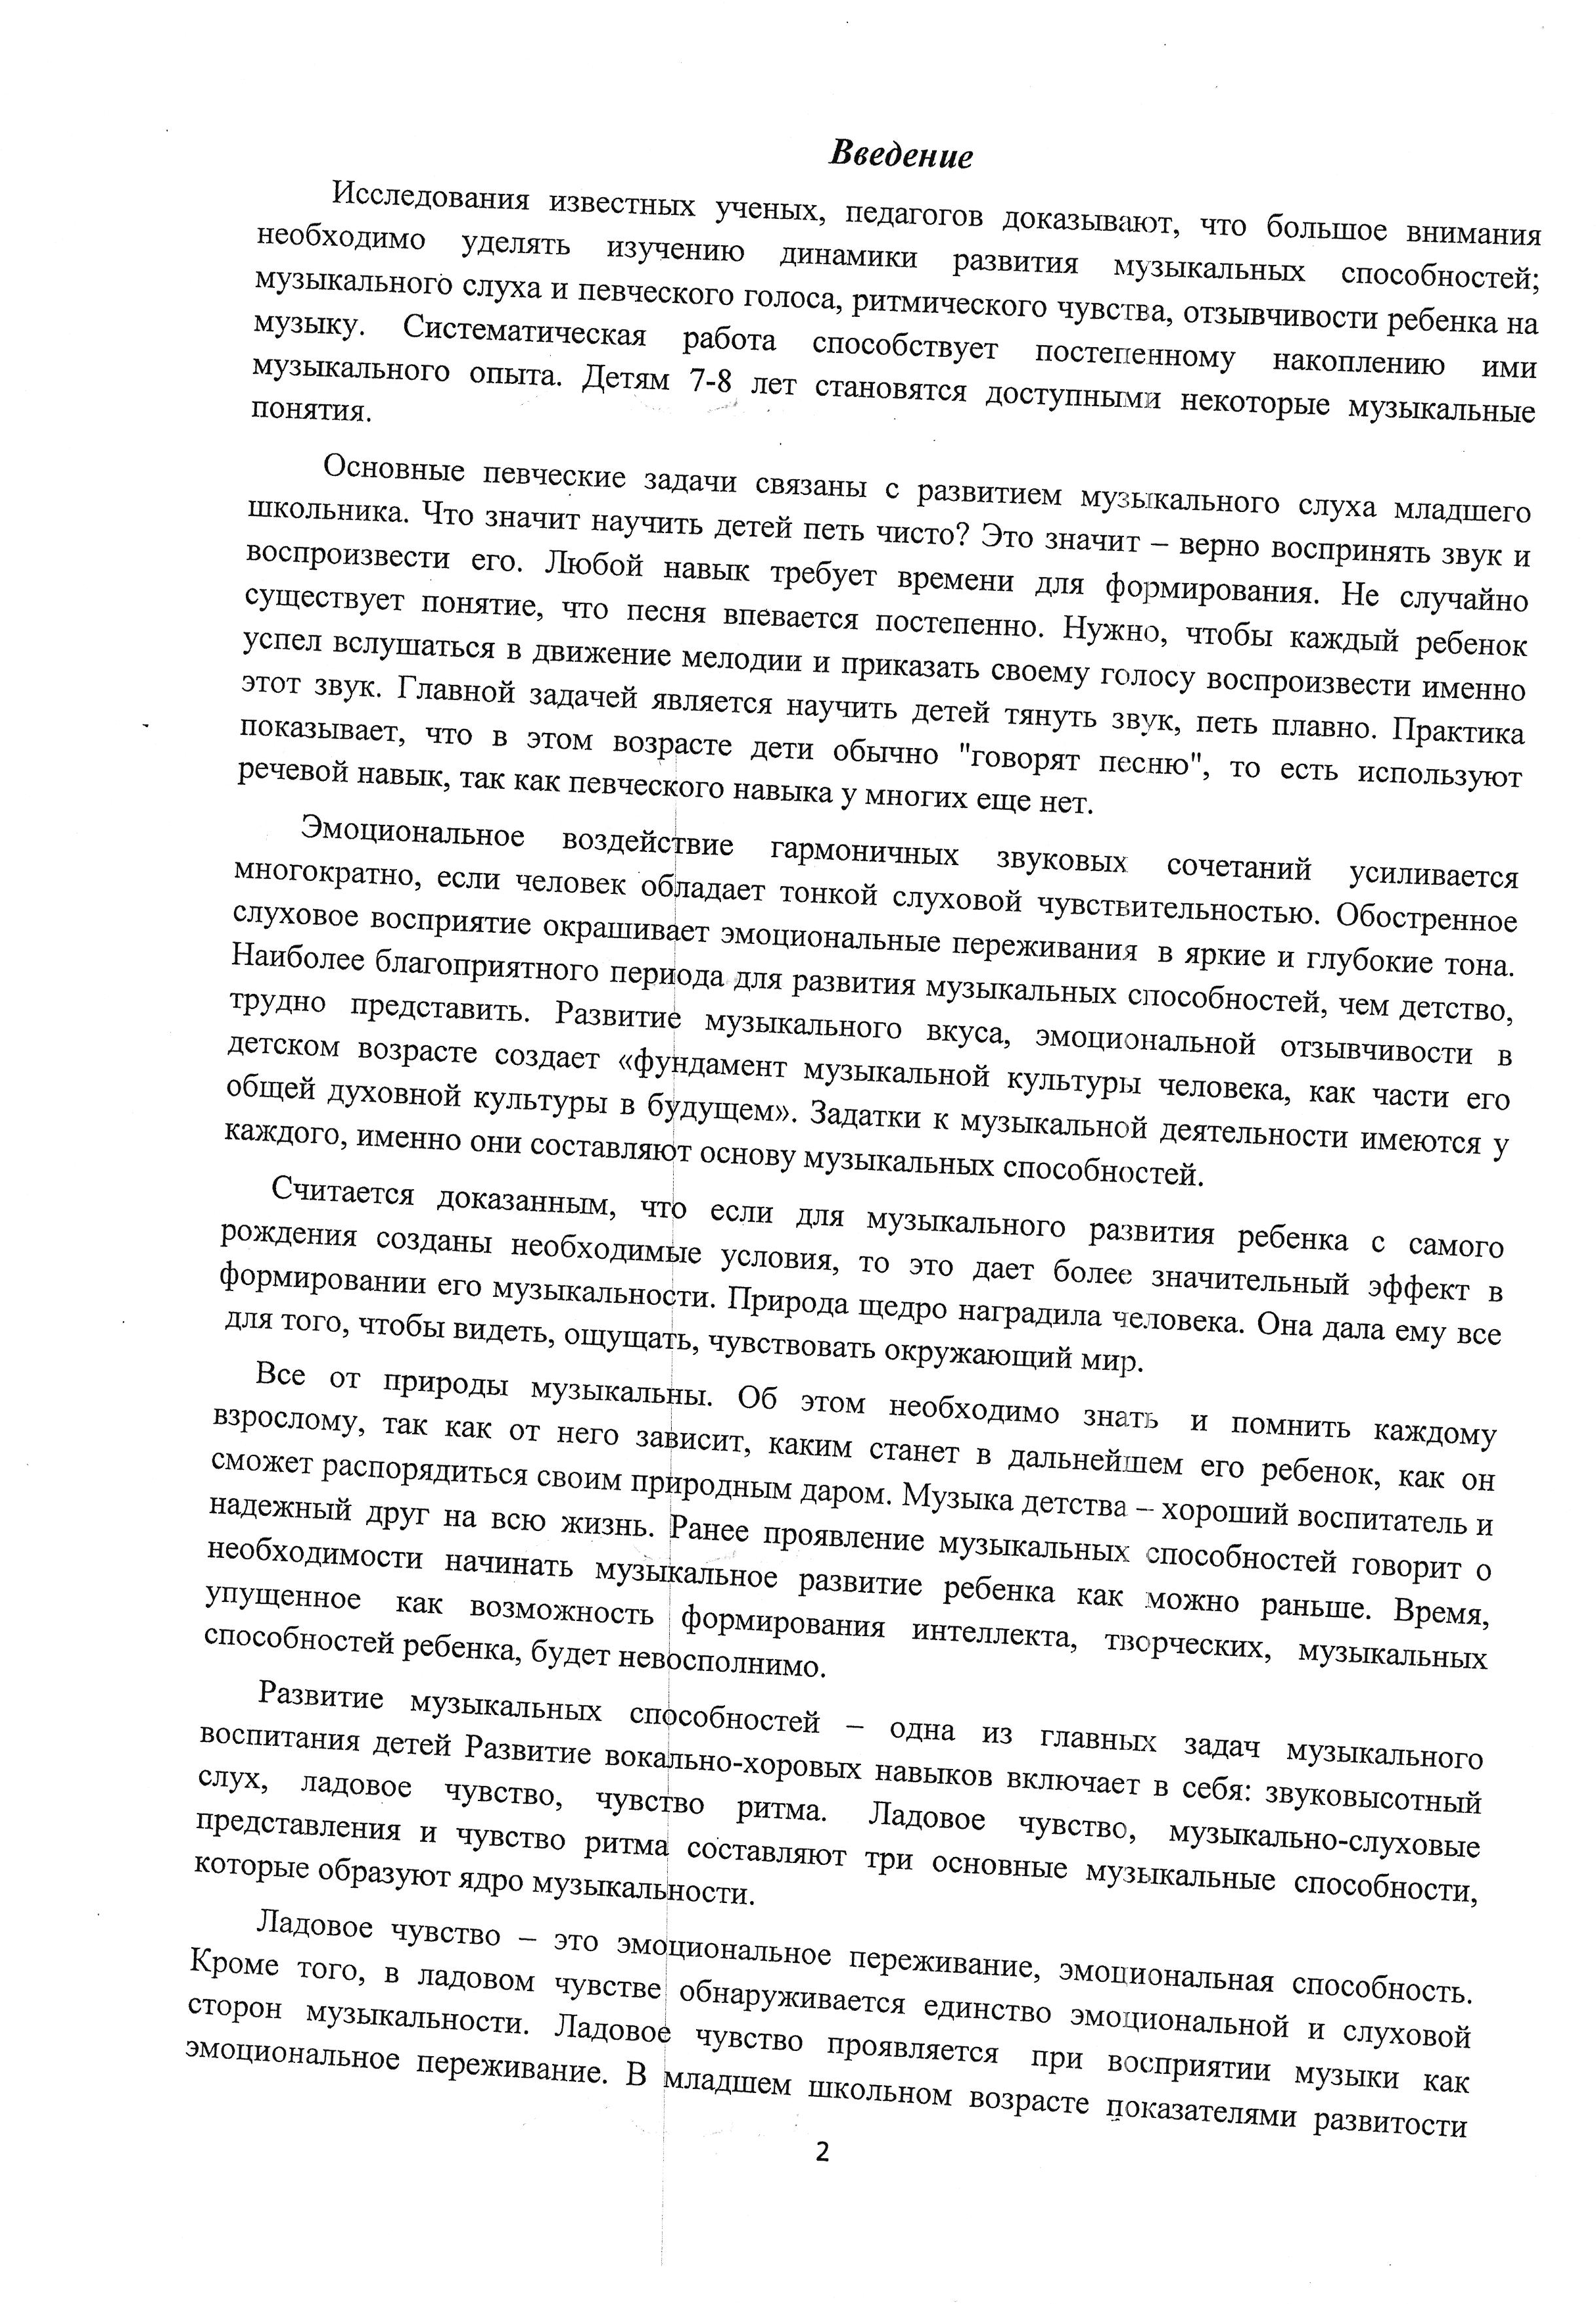 Введение
Исследования известных ученых, педагогов доказывают, что большое внимания
необходимо уделять изучению динамики развития музыкальных способностей;
музыкального слуха и певческого голоса, ритмического чувства, отзывчивости ребенка на
музыку. Систематическая работа способствует постепенному накоплению ими
музыкального опыта. Детям 7-8 лет становятся доступными некоторые музыкальные
понятия.
Основные певческие задачи связаны с развитием музыкального слуха младшего
школьника. Что значит научить детей петь чисто? Это значит – верно воспринять звук и
воспроизвести его. Любой навык требует времени для формирования. Не случайно
существует понятие, что песня впевается постепенно. Нужно, чтобы каждый ребенок
успел вслушаться в движение мелодии и приказать своему голосу воспроизвести именно
этот звук. Главной задачей является научить детей тянуть звук, петь плавно. Практика
показывает, что в этом возрасте дети обычно "говорят песню", то есть используют
речевой навык, так как певческого навыка у многих еще нет.
Эмоциональное воздействие гармоничных звуковых сочетаний усиливается
многократно, если человек обладает тонкой слуховой чувствительностью. Обостренное
слуховое восприятие окрашивает эмоциональные переживания в яркие и глубокие тона.
Наиболее благоприятного периода для развития музыкальных способностей, чем детство,
трудно представить. Развитие музыкального вкуса, эмоциональной отзывчивости в
детском возрасте создает «фундамент музыкальной культуры человека, как части его
общей духовной культуры в будущем». Задатки к музыкальной деятельности имеются у
каждого, именно они составляют основу музыкальных способностей.
Считается доказанным, что если для музыкального развития ребенка с самого
рождения созданы необходимые условия, то это дает более значительный эффект в
формировании его музыкальности. Природа щедро наградила человека. Она дала ему все
для того, чтобы видеть, ощущать, чувствовать окружающий мир.
Все от природы музыкальны. Об этом необходимо знать и помнить каждому
взрослому, так как от него зависит, каким станет в дальнейшем его ребенок, как он
сможет распорядиться своим природным даром. Музыка детства – хороший воспитатель и
надежный друг на всю жизнь. Ранее проявление музыкальных способностей говорит о
необходимости начинать музыкальное развитие ребенка как можно раньше. Время,
упущенное как возможность формирования интеллекта, творческих, музыкальных
способностей ребенка, будет невосполнимо.
Развитие музыкальных способностей – одна из главных задач музыкального
воспитания детей Развитие вокально-хоровых навыков включает в себя: звуковысотный
слух, ладовое чувство, чувство ритма. Ладовое чувство, музыкально-слуховые
представления и чувство ритма составляют три основные музыкальные способности,
которые образуют ядро музыкальности.
Ладовое чувство – это эмоциональное переживание, эмоциональная способность.
Кроме того, в ладовом чувстве обнаруживается единство эмоциональной и слуховой
сторон музыкальности. Ладовое чувство проявляется при восприятии музыки как
эмоциональное переживание. В младшем школьном возрасте показателями развитости
2